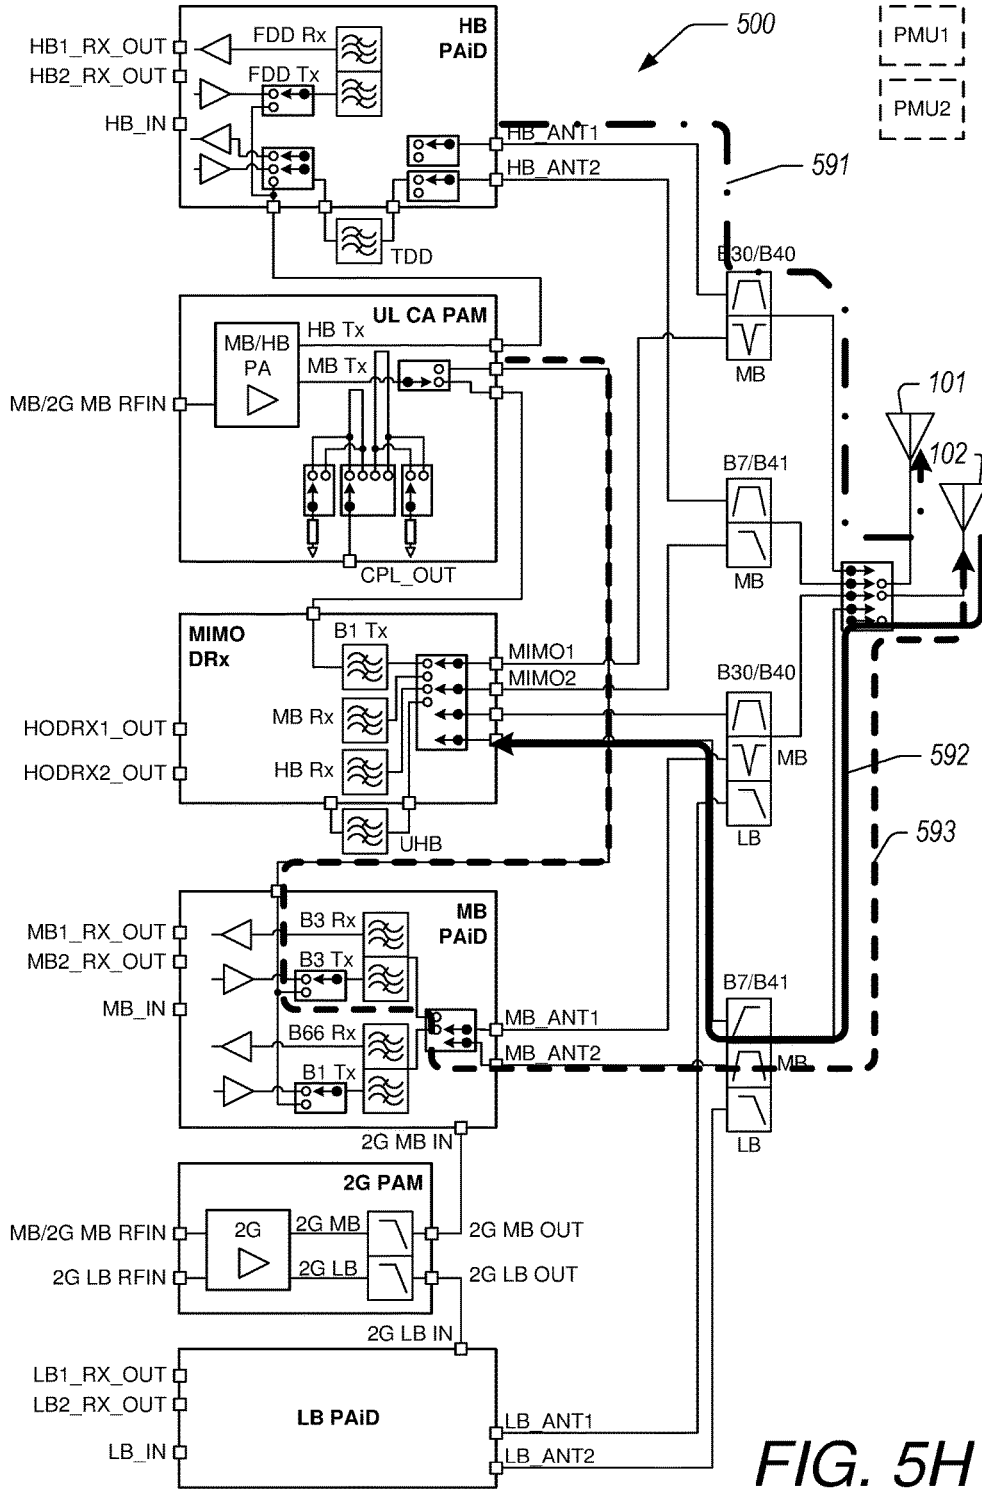 HB
PAiD
HB1_RX_OUT
HB2_RX_OUT
HB_IN
FDD Rx
FDD Tx
TDD
HB_ANT1
HB_ANT2
500
PMU1
PMU2
591
B30/B40
MB
UL CA PAM
MB/HB
PA
HB Tx
MB Tx
MB/2G MB RFIN
CPL_OUT
B7/B41
MB
101
102
MIMO
DRx
B1 Tx
MB Rx
HB Rx
UHB
HODRX1_OUT
HODRX2_OUT
MIMO1
MIMO2
B30/B40
MB
LB
592
593
MB
PAiD
MB1_RX_OUT
MB2_RX_OUT
MB_IN
B3 Rx
B3 Tx
B66 Rx
B1 Tx
MB_ANT1
MB_ANT2
B7/B41
MB
LB
2G MB IN
2G PAM
MB/2G MB RFIN
2G LB RFIN
2G
2G MB
2G LB
2G MB OUT
2G LB OUT
2G LB IN
LB1_RX_OUT
LB2_RX_OUT
LB_IN
LB PAiD
LB_ANT1
LB_ANT2
FIG. 5H